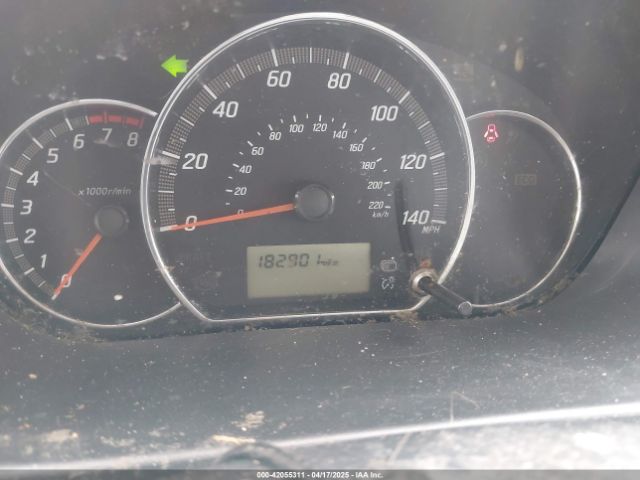 0 1 2 3 4 5 6 7 8
x1000r/min
0 20 40 60 80 100 120 140
MPH
0 20 40 60 80 100 120 140 160 180 200 220
km/h
182901
ECO
000-42055311 - 04/17/2025 - IAA Inc.